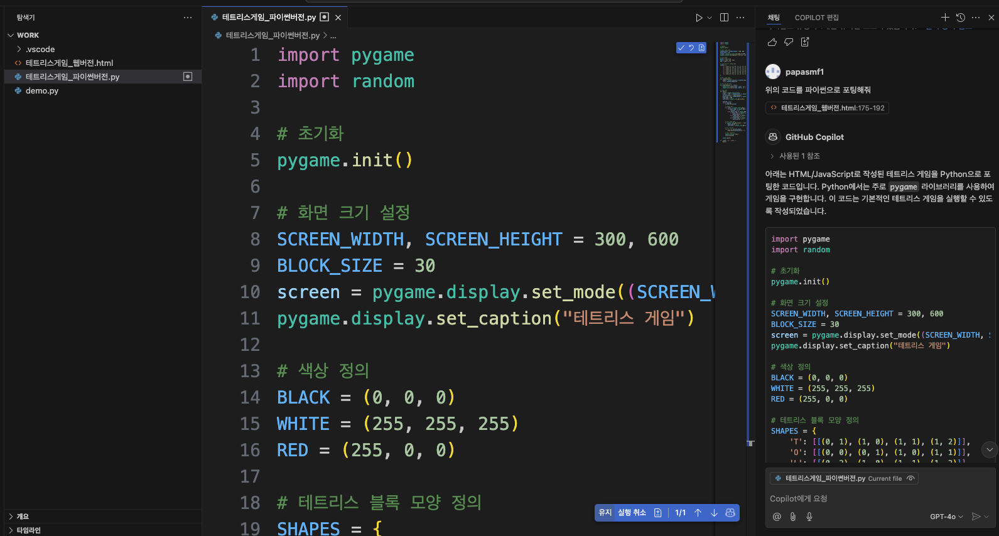 탐색기
WORK
.vscode
테트리스게임_웹버전.html
테트리스게임_파이썬버전.py
demo.py
개요
타임라인
테트리스게임_파이썬버전.py
테트리스게임_파이썬버전.py > ...
1 import pygame
2 import random
3
4 # 초기화
5 pygame.init()
6
7 # 화면 크기 설정
8 SCREEN_WIDTH, SCREEN_HEIGHT = 300, 600
9 BLOCK_SIZE = 30
10 screen = pygame.display.set_mode((SCREEN_W
11 pygame.display.set_caption("테트리스 게임")
12
13 # 색상 정의
14 BLACK = (0, 0, 0)
15 WHITE = (255, 255, 255)
16 RED = (255, 0, 0)
17
18 # 테트리스 블록 모양 정의
19 SHAPES = {
유지 실행 취소 1/1
채팅 COPILOT 편집
papasmf1
위의 코드를 파이썬으로 포팅해줘
테트리스게임_웹버전.html:175-192
GitHub Copilot
사용된 1 참조
아래는 HTML/JavaScript로 작성된 테트리스 게임을 Python으로 포
팅한 코드입니다. Python에서는 주로 pygame 라이브러리를 사용하여
게임을 구현합니다. 이 코드는 기본적인 테트리스 게임을 실행할 수 있도
록 작성되었습니다.
import pygame
import random
# 초기화
pygame.init()
# 화면 크기 설정
SCREEN_WIDTH, SCREEN_HEIGHT = 300, 600
BLOCK_SIZE = 30
screen = pygame.display.set_mode((SCREEN_WIDTH,
pygame.display.set_caption("테트리스 게임")
# 색상 정의
BLACK = (0, 0, 0)
WHITE = (255, 255, 255)
RED = (255, 0, 0)
# 테트리스 블록 모양 정의
SHAPES = {
'T': [[(0, 1), (1, 0), (1, 1), (1, 2)]],
'O': [[(0, 0), (0, 1), (1, 0), (1, 1)]],
테트리스게임_파이썬버전.py Current file
Copilot에게 요청
GPT-4o